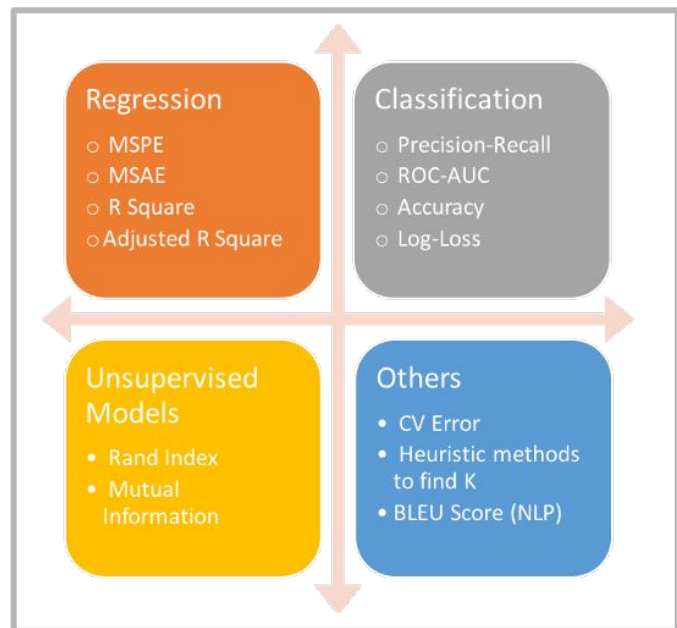 Regression
○ MSPE
○ MSAE
○ R Square
○ Adjusted R Square
Classification
○ Precision-Recall
○ ROC-AUC
○ Accuracy
○ Log-Loss
Unsupervised
Models
• Rand Index
• Mutual
Information
Others
• CV Error
• Heuristic methods
to find K
• BLEU Score (NLP)